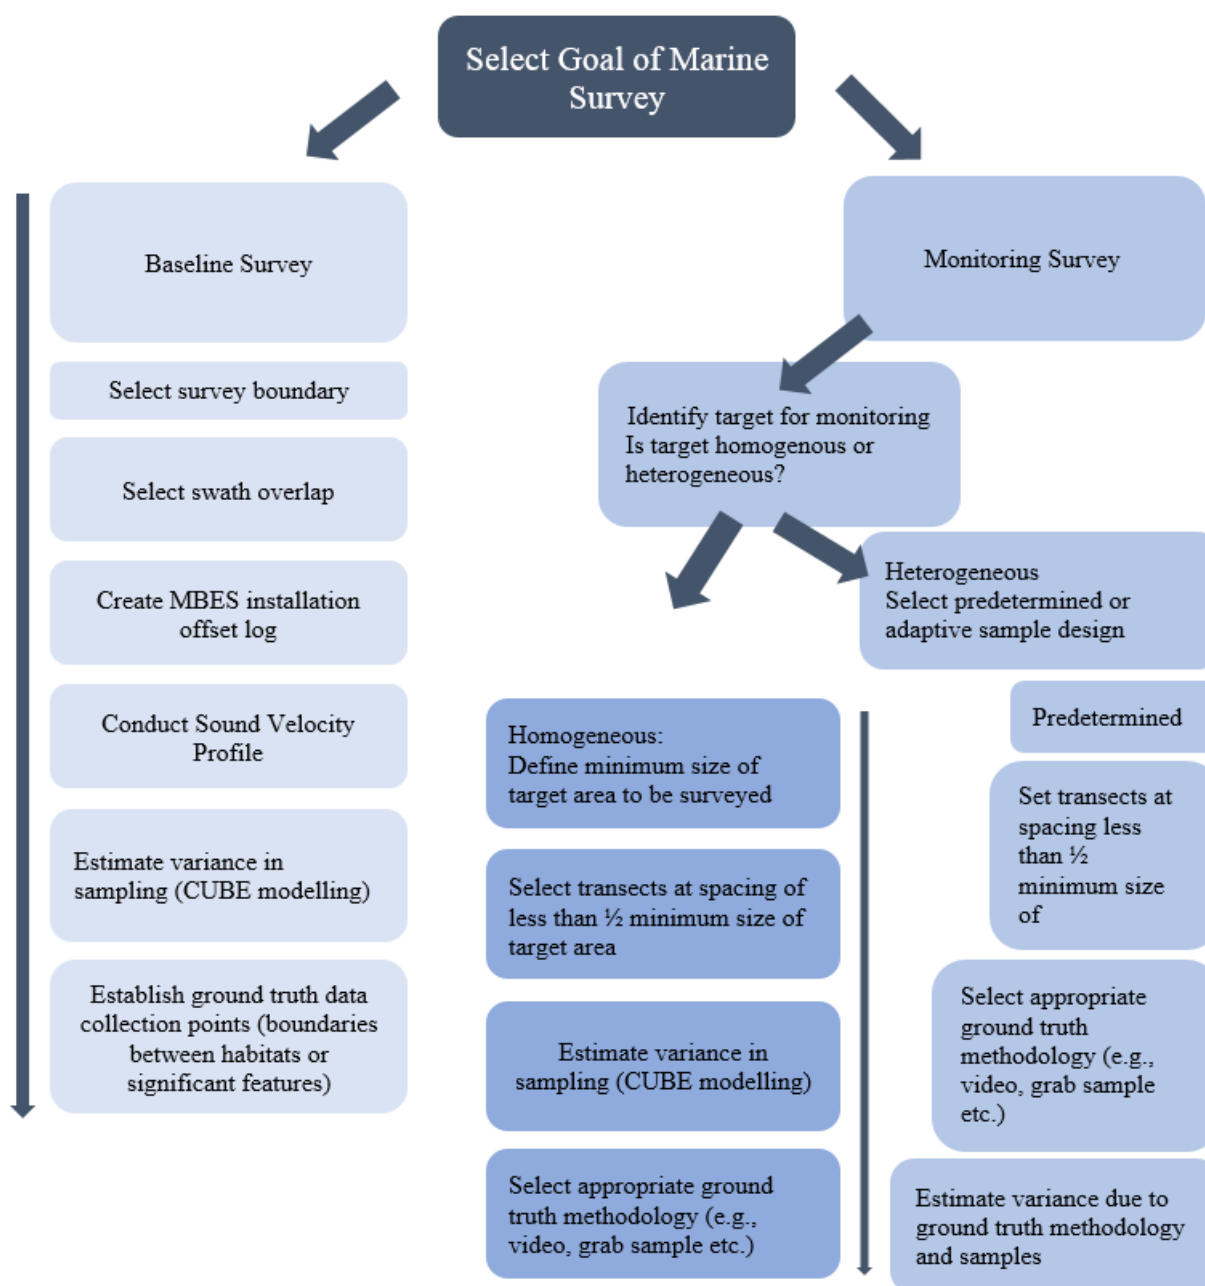 Select Goal of Marine
Survey
Baseline Survey
Select survey boundary
Select swath overlap
Create MBES installation
offset log
Conduct Sound Velocity
Profile
Estimate variance in
sampling (CUBE modelling)
Establish ground truth data
collection points (boundaries
between habitats or
significant features)
Monitoring Survey
Identify target for monitoring
Is target homogenous or
heterogeneous?
Homogeneous:
Define minimum size of
target area to be surveyed
Select transects at spacing of
less than ½ minimum size of
target area
Estimate variance in
sampling (CUBE modelling)
Select appropriate ground
truth methodology (e.g.,
video, grab sample etc.)
Heterogeneous
Select predetermined or
adaptive sample design
Predetermined
Set transects at
spacing less
than ½
minimum size
of
Select appropriate
ground truth
methodology (e.g.,
video, grab sample
etc.)
Estimate variance due to
ground truth methodology
and samples